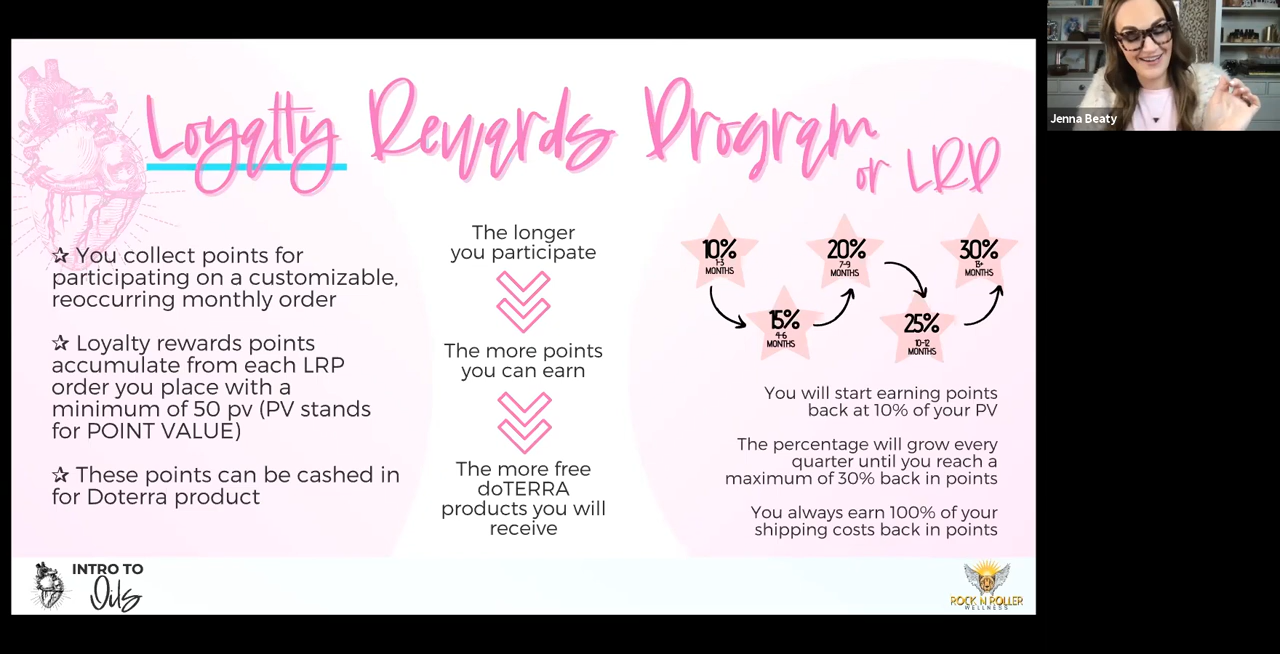 Loyalty Rewards Program
or LRP
☆ You collect points for
participating on a customizable,
reoccurring monthly order
☆ Loyalty rewards points
accumulate from each LRP
order you place with a
minimum of 50 pv (PV stands
for POINT VALUE)
☆ These points can be cashed in
for Doterra product
The longer
you participate
The more points
you can earn
The more free
doTERRA
products you will
receive
10%
1-3
MONTHS
15%
4-6
MONTHS
20%
7-9
MONTHS
25%
10-12
MONTHS
30%
13+
MONTHS
You will start earning points
back at 10% of your PV
The percentage will grow every
quarter until you reach a
maximum of 30% back in points
You always earn 100% of your
shipping costs back in points
INTRO TO
Oils
ROCK N ROLLER
WELLNESS
Jenna Beaty